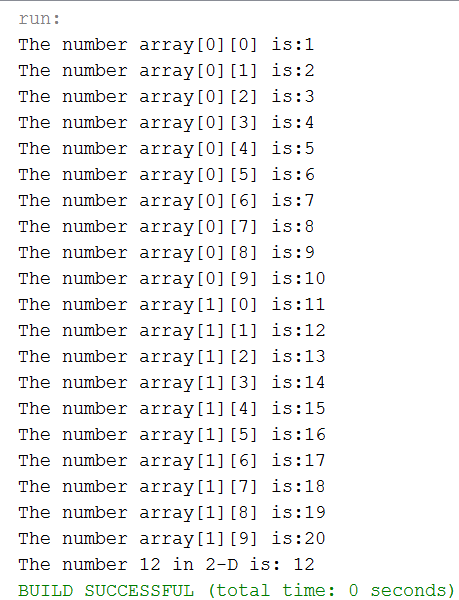 run:
The number array[0][0] is:1
The number array[0][1] is:2
The number array[0][2] is:3
The number array[0][3] is:4
The number array[0][4] is:5
The number array[0][5] is:6
The number array[0][6] is:7
The number array[0][7] is:8
The number array[0][8] is:9
The number array[0][9] is:10
The number array[1][0] is:11
The number array[1][1] is:12
The number array[1][2] is:13
The number array[1][3] is:14
The number array[1][4] is:15
The number array[1][5] is:16
The number array[1][6] is:17
The number array[1][7] is:18
The number array[1][8] is:19
The number array[1][9] is:20
The number 12 in 2-D is: 12
BUILD SUCCESSFUL (total time: 0 seconds)